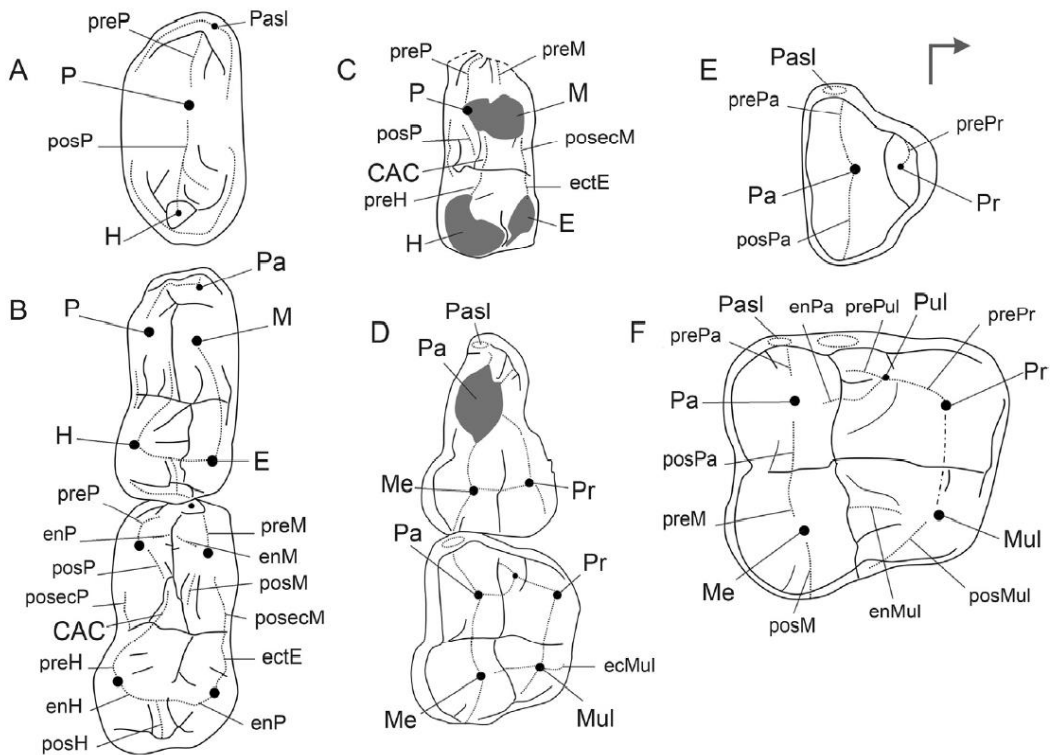 A
preP
Pasl
P
posP
H
B
Pa
P
M
H
E
preP
preM
enP
enM
posP
posM
posecP
posecM
CAC
preH
ectE
enH
enP
posH
C
preP
preM
P
M
posP
posecM
CAC
preH
ectE
H
E
D
Pasl
Pa
Me
Pr
Pa
Pr
ecMul
Me
Mul
E
Pasl
prePa
prePr
Pa
Pr
posPa
F
Pasl
enPa
prePul
Pul
prePr
prePa
Pa
Pr
posPa
preM
Me
Mul
posM
enMul
posMul